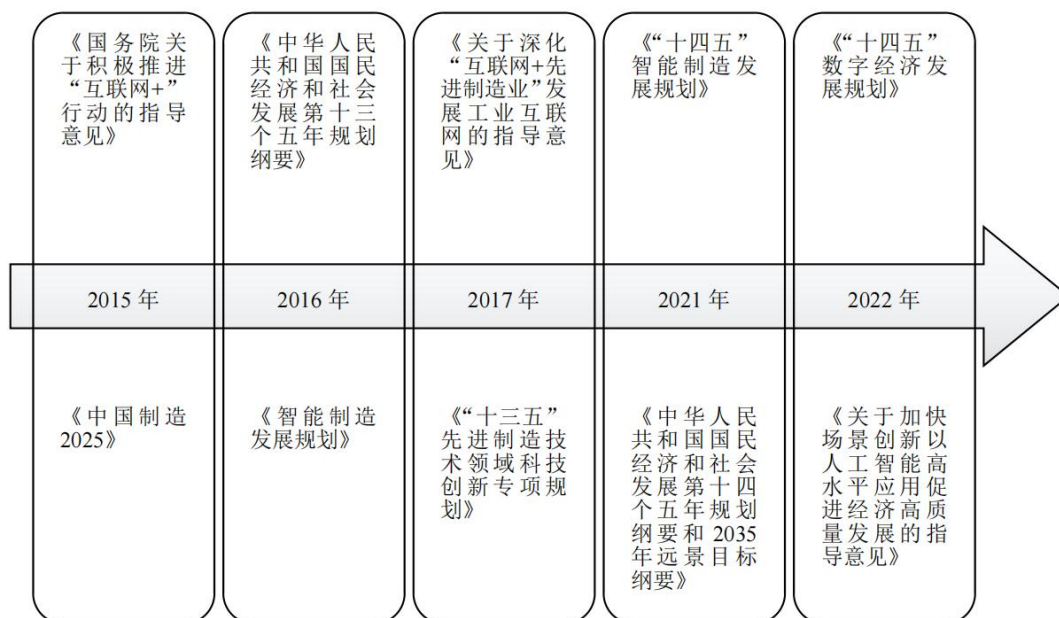 《国务院关
于积极推进
“互联网+”
行动的指导
意见》
《中华人民
共和国国民
经济和社会
发展第十三
个五年规划
纲要》
《关于深化
“互联网+先
进制造业”发
展工业互联
网的指导意
见》
《“十四五”
智能制造发
展规划》
《“十四五”
数字经济发
展规划》
2015 年
2016 年
2017 年
2021 年
2022 年
《中国制造
2025》
《智能制造
发展规划》
《“十三五”
先进制造技
术领域科技
创新专项规
划》
《中华人民
共和国国民
经济和社会
发展第十四
个五年规划
纲要和 2035
年远景目标
纲要》
《关于加快
场景创新以
人工智能高
水平应用促
进经济高质
量发展的指
导意见》